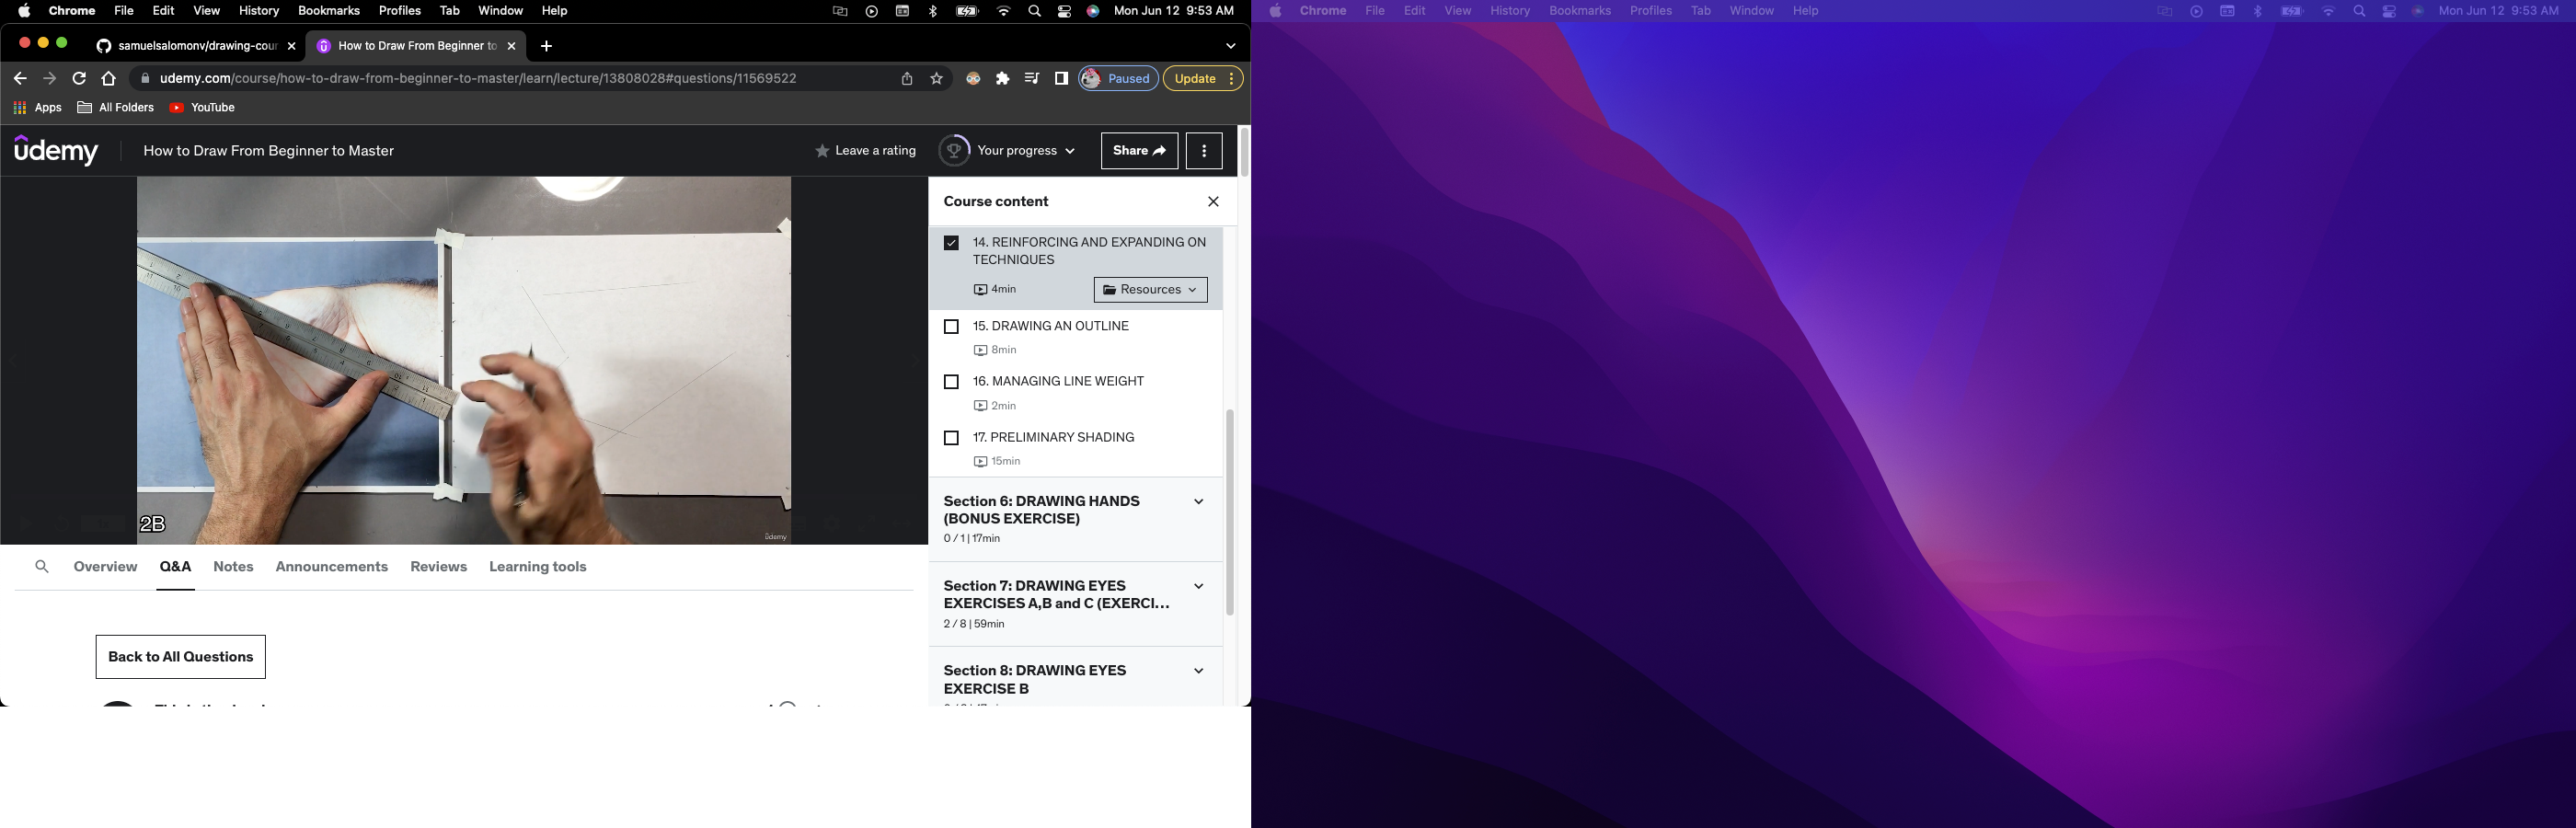 Chrome File Edit View History Bookmarks Profiles Tab Window Help Mon Jun 12 9:53 AM
samuelsalomonv/drawing-cour
How to Draw From Beginner to
udemy.com/course/how-to-draw-from-beginner-to-master/learn/lecture/13808028#questions/11569522
Paused
Update
Apps All Folders YouTube
udemy
How to Draw From Beginner to Master
Leave a rating
Your progress
Share
2B
udemy
Course content
14. REINFORCING AND EXPANDING ON
TECHNIQUES
4min
Resources
15. DRAWING AN OUTLINE
8min
16. MANAGING LINE WEIGHT
2min
17. PRELIMINARY SHADING
15min
Section 6: DRAWING HANDS
(BONUS EXERCISE)
0 / 1 | 17min
Section 7: DRAWING EYES
EXERCISES A,B and C (EXERCI...
2 / 8 | 59min
Section 8: DRAWING EYES
EXERCISE B
Overview Q&A Notes Announcements Reviews Learning tools
Back to All Questions
Chrome File Edit View History Bookmarks Profiles Tab Window Help Mon Jun 12 9:53 AM